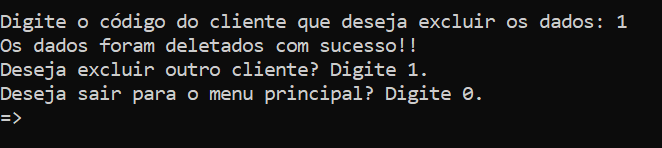 Digite o código do cliente que deseja excluir os dados: 1
Os dados foram deletados com sucesso!!
Deseja excluir outro cliente? Digite 1.
Deseja sair para o menu principal? Digite 0.
=>